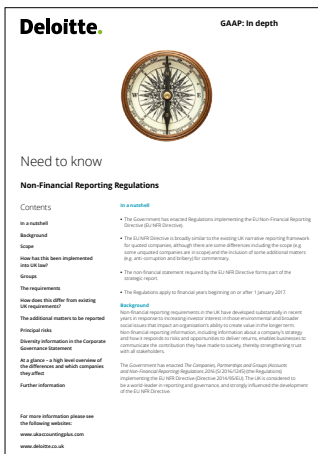 Deloitte.
GAAP: In depth
Need to know
Non-Financial Reporting Regulations
Contents
In a nutshell
Background
Scope
How has this been implemented
into UK law?
Groups
The requirements
How does this differ from existing
UK requirements?
The additional matters to be reported
Principal risks
Diversity information in the Corporate
Governance Statement
At a glance – a high level overview of
the differences and which companies
they affect
Further information
For more information please see
the following websites:
www.ukaccountingplus.com
www.deloitte.co.uk
In a nutshell
• The Government has enacted Regulations implementing the EU Non-Financial Reporting
Directive (EU NFR Directive).
• The EU NFR Directive is broadly similar to the existing UK narrative reporting framework
for quoted companies, although there are some differences including the scope (e.g.
some unquoted companies are in scope) and the inclusion of some additional matters
(e.g. anti-corruption and bribery) for commentary.
• The non-financial statement required by the EU NFR Directive forms part of the
strategic report.
• The Regulations apply to financial years beginning on or after 1 January 2017.
Background
Non-financial reporting requirements in the UK have developed substantially in recent
years in response to increasing investor interest in those environmental and broader
social issues that impact an organisation's ability to create value in the longer term.
Non-financial reporting, including information about a company's strategy
and how it responds to risks and opportunities to deliver returns, enables businesses to
communicate the contribution they have made to society, thereby strengthening trust
with all stakeholders.
The Government has enacted The Companies, Partnerships and Groups (Accounts
and Non-Financial Reporting) Regulations 2016 (SI 2016/1245) (the Regulations)
implementing the EU NFR Directive (Directive 2014/95/EU). The UK is considered to
be a world-leader in reporting and governance, and strongly influenced the development
of the EU NFR Directive.